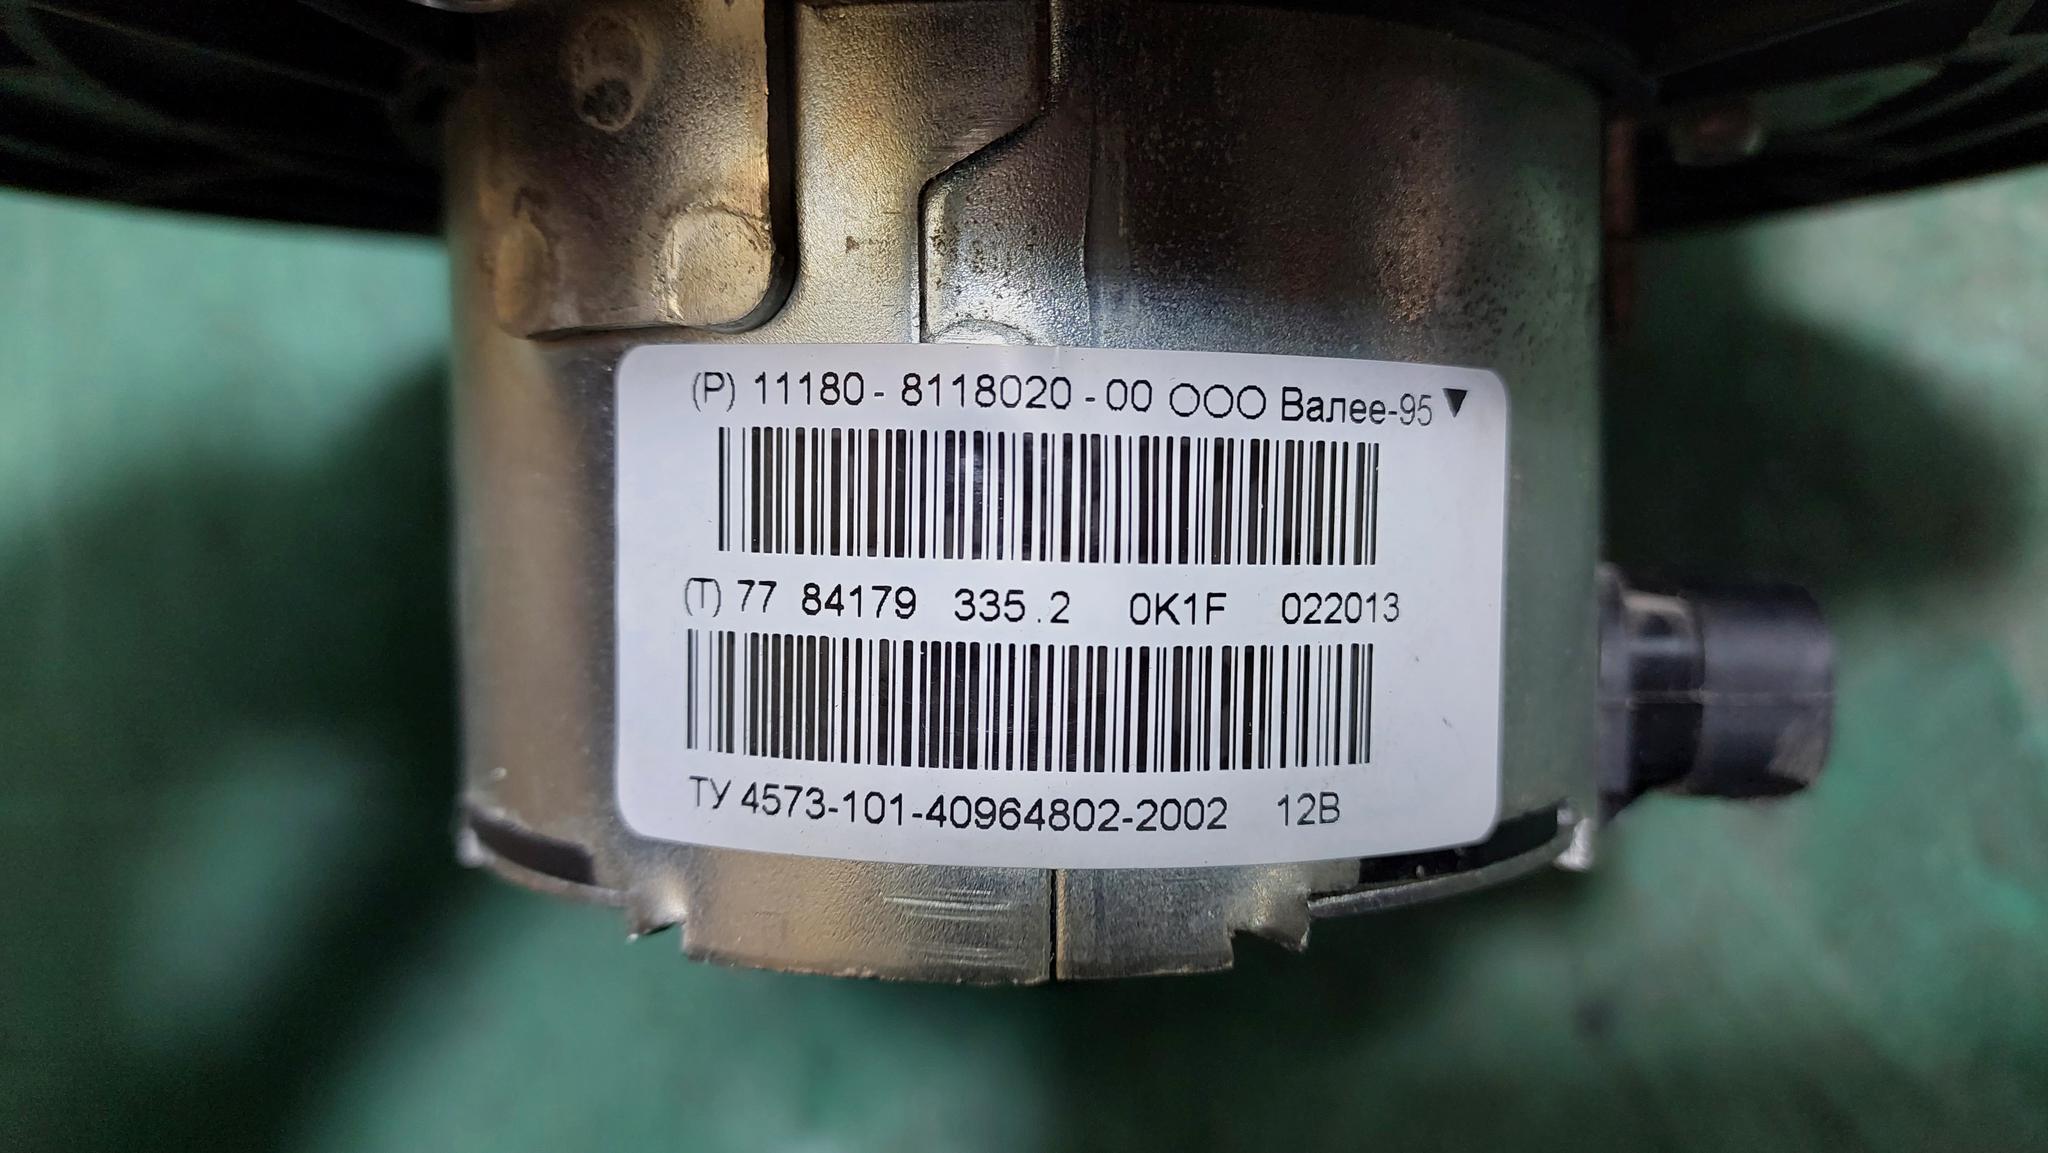 (P) 11180 - 8118020 - 00 ООО Валее-95▼
(T) 77 84179 335.2 0K1F 022013
ТУ 4573-101-40964802-2002 12В